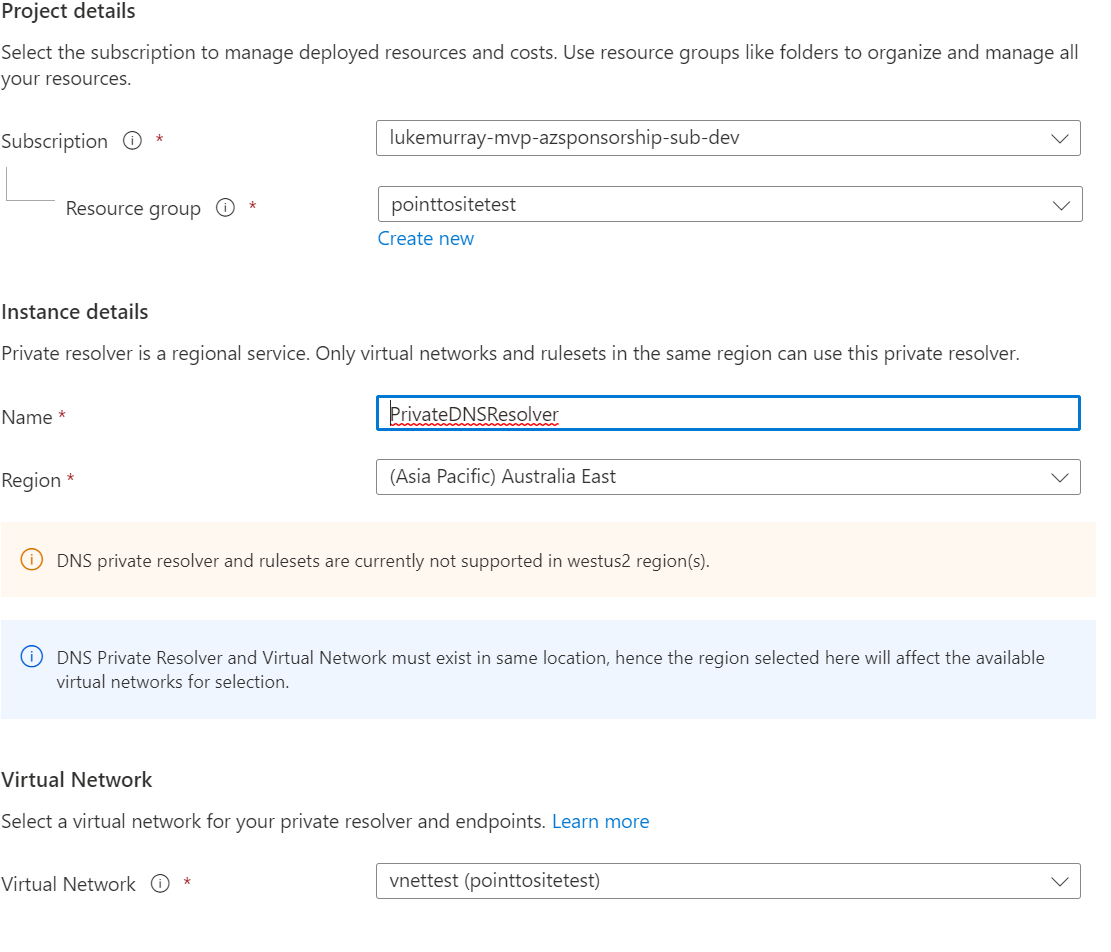 Project details
Select the subscription to manage deployed resources and costs. Use resource groups like folders to organize and manage all
your resources.
Subscription *
lukemurray-mvp-azsponsorship-sub-dev
Resource group *
pointtositetest
Create new
Instance details
Private resolver is a regional service. Only virtual networks and rulesets in the same region can use this private resolver.
Name *
PrivateDNSResolver
Region *
(Asia Pacific) Australia East
DNS private resolver and rulesets are currently not supported in westus2 region(s).
DNS Private Resolver and Virtual Network must exist in same location, hence the region selected here will affect the available
virtual networks for selection.
Virtual Network
Select a virtual network for your private resolver and endpoints. Learn more
Virtual Network *
vnettest (pointtositetest)